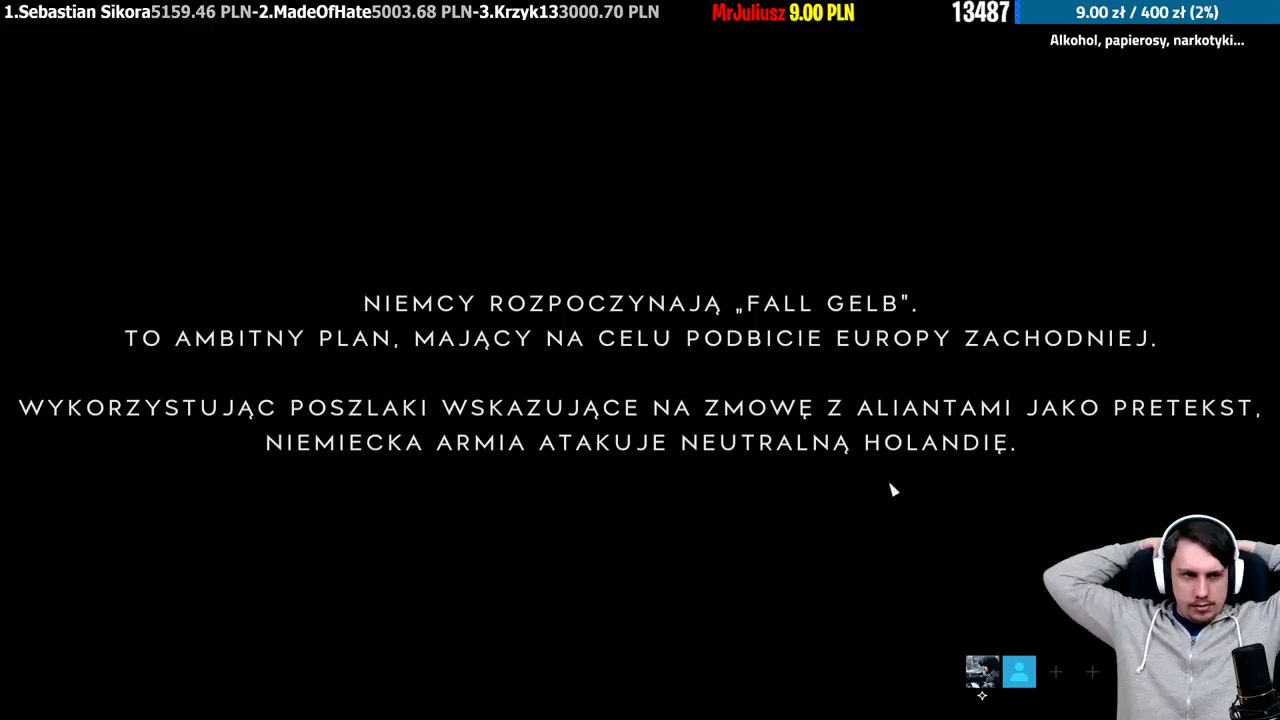 1.Sebastian Sikora5159.46 PLN-2.MadeOfHate5003.68 PLN-3.Krzyk133000.70 PLN
MrJuliusz 9.00 PLN
13487
9.00 zł / 400 zł (2%)
Alkohol, papierosy, narkotyki...
NIEMCY ROZPOCZYNAJĄ „FALL GELB".
TO AMBITNY PLAN, MAJĄCY NA CELU PODBICIE EUROPY ZACHODNIEJ.
WYKORZYSTUJĄC POSZLAKI WSKAZUJĄCE NA ZMOWĘ Z ALIANTAMI JAKO PRETEKST,
NIEMIECKA ARMIA ATAKUJE NEUTRALNĄ HOLANDIĘ.